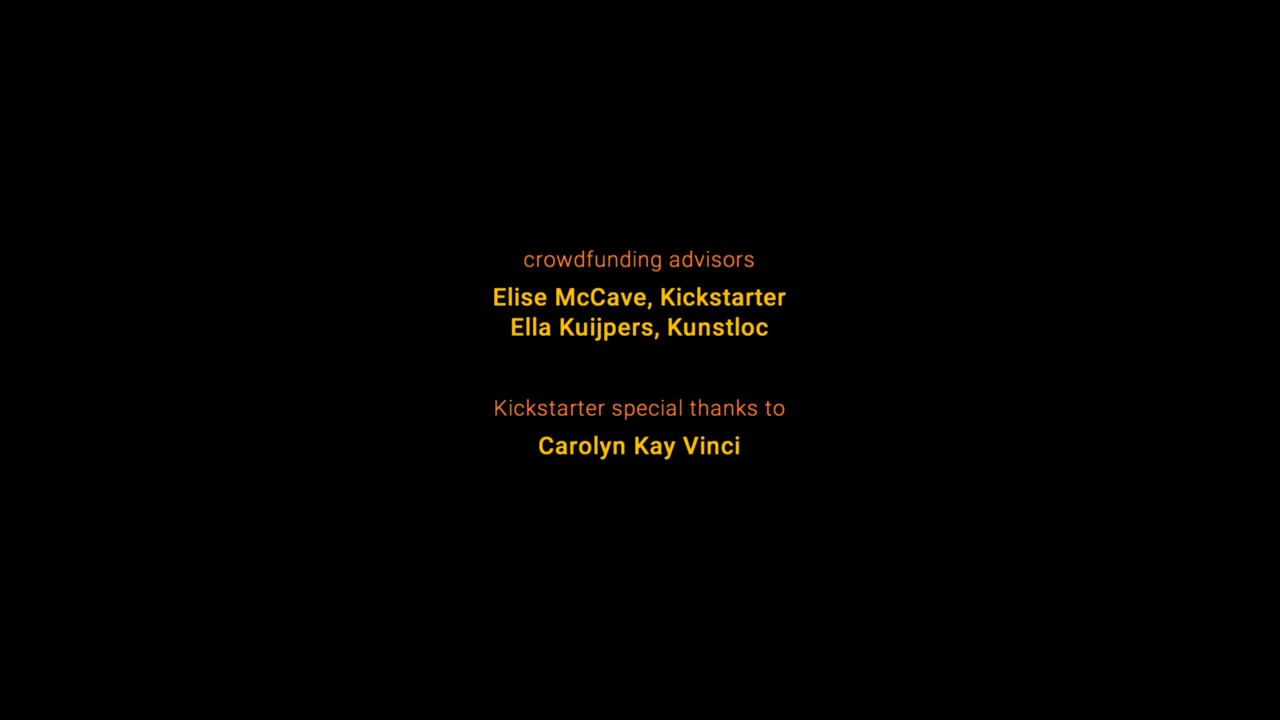 crowdfunding advisors
Elise McCave, Kickstarter
Ella Kuijpers, Kunstloc
Kickstarter special thanks to
Carolyn Kay Vinci